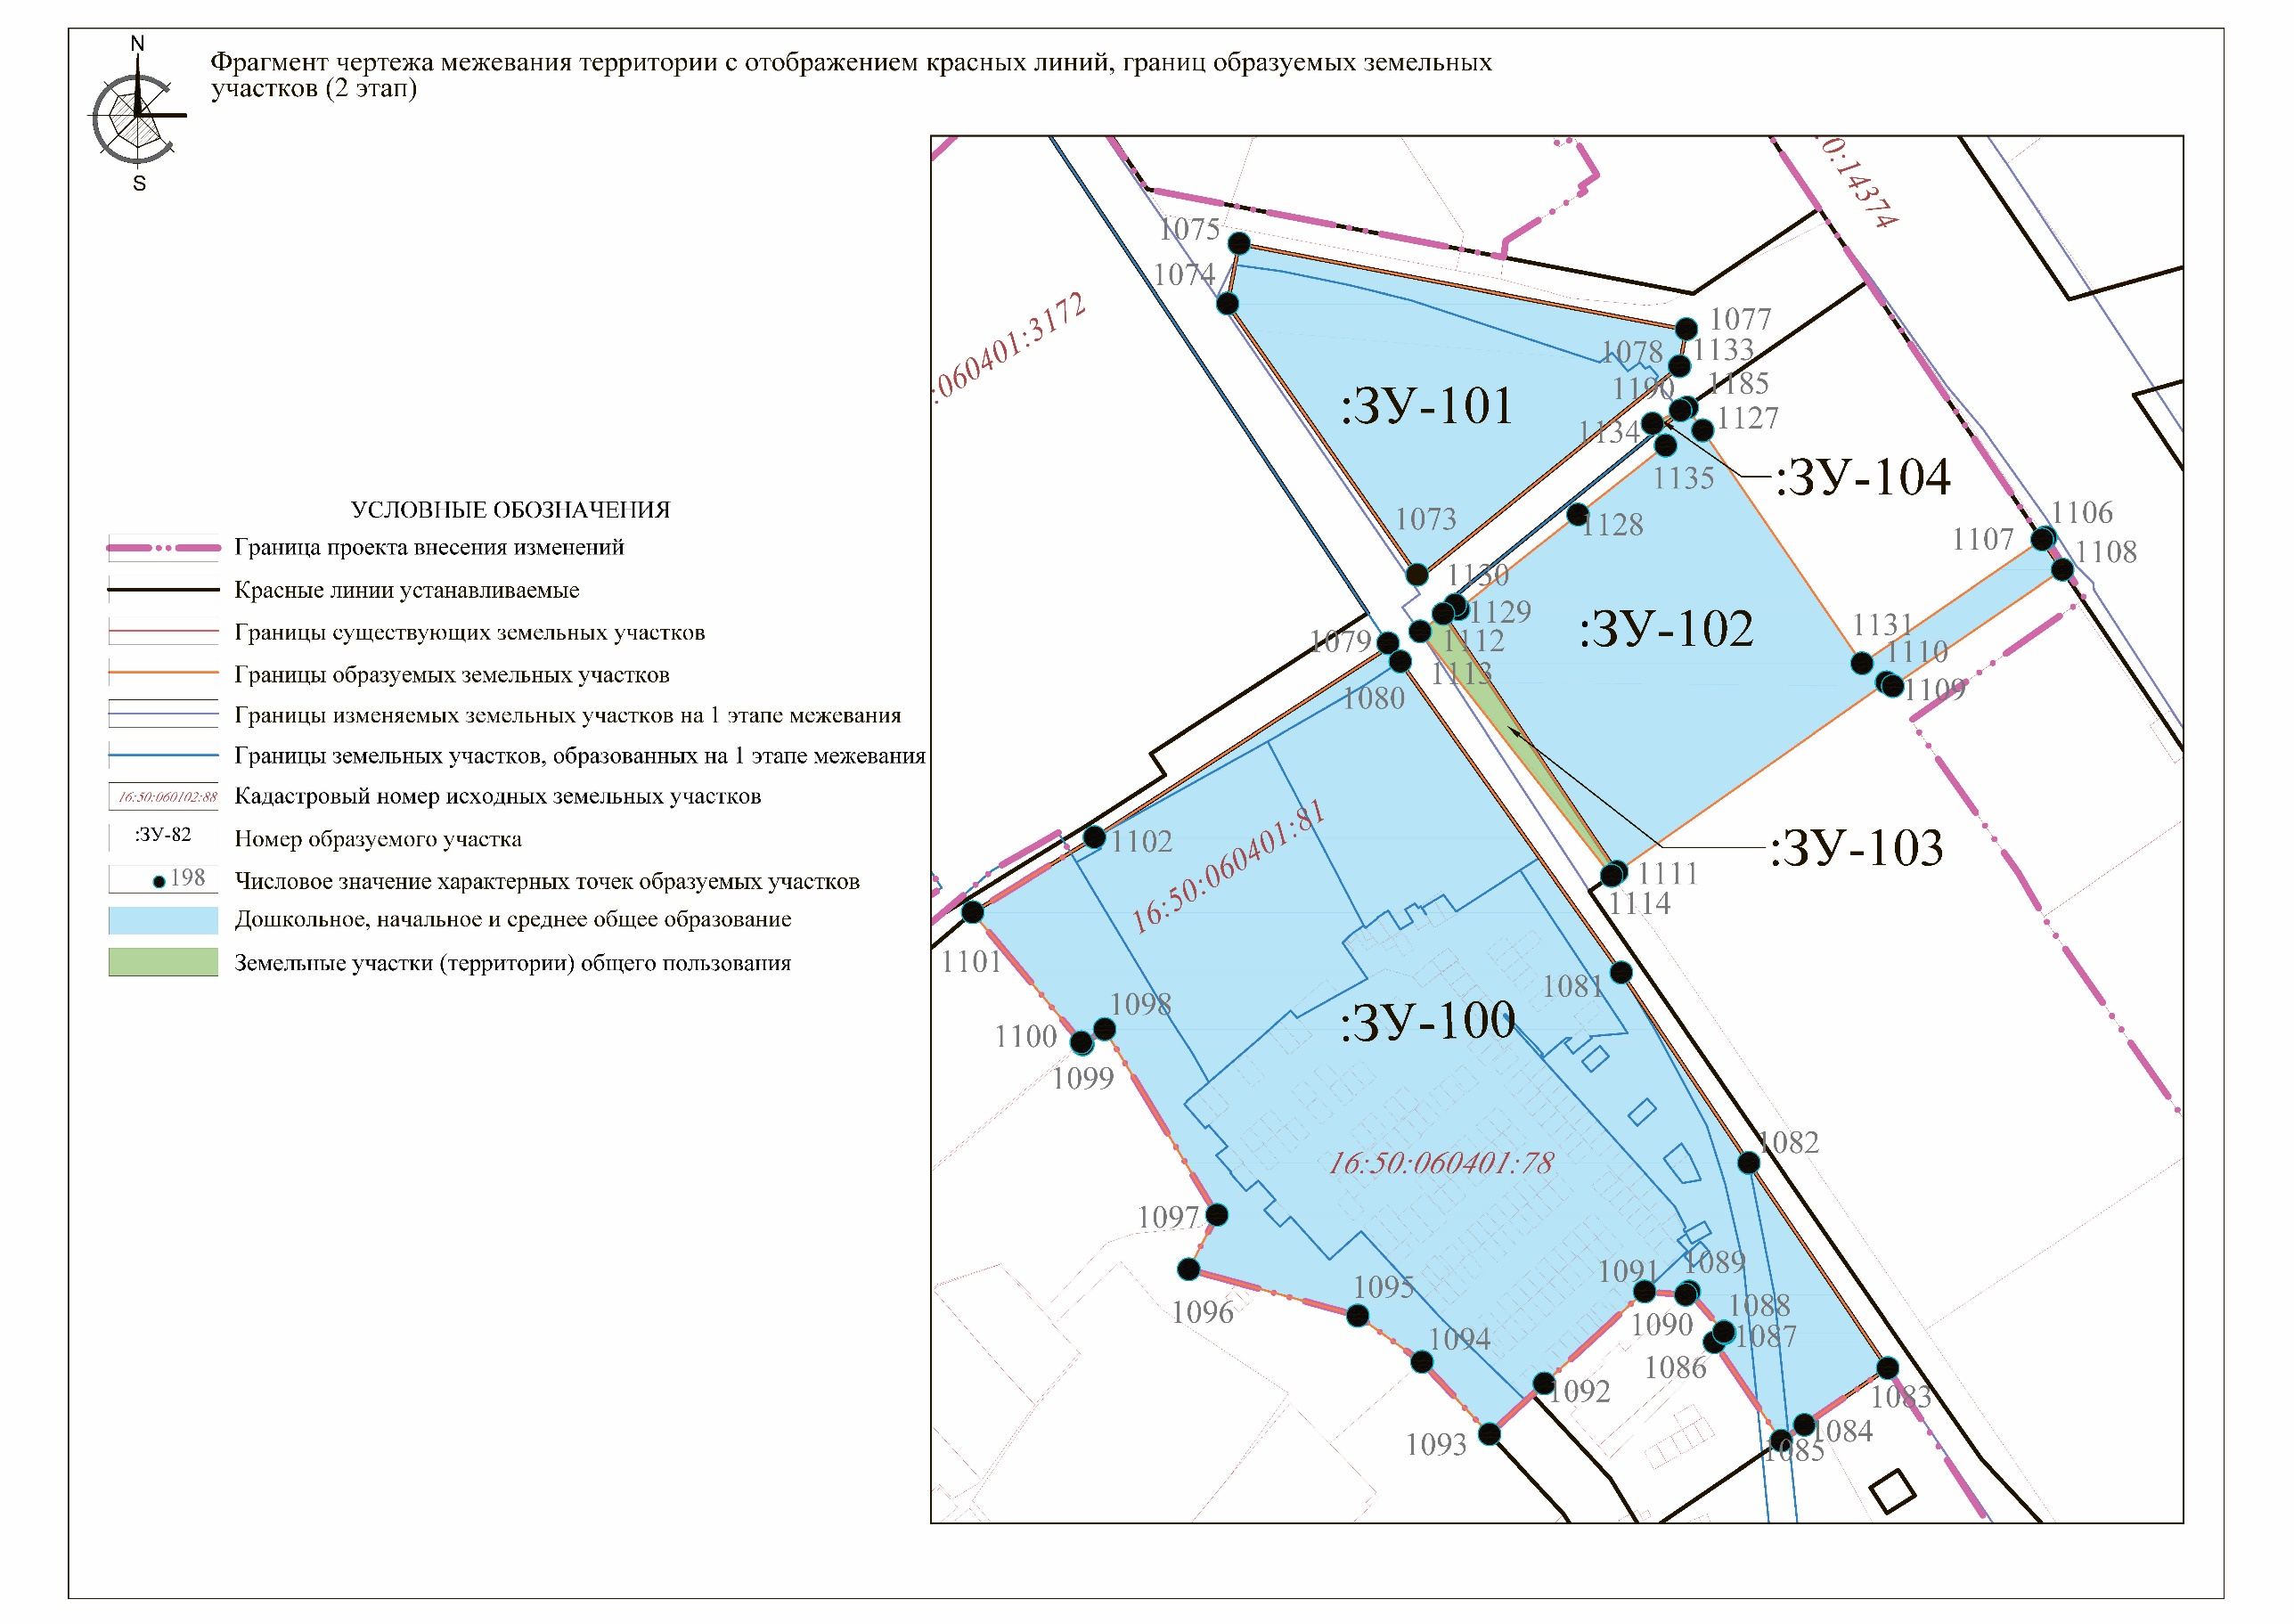 N
S
Фрагмент чертежа межевания территории с отображением красных линий, границ образуемых земельных
участков (2 этап)
УСЛОВНЫЕ ОБОЗНАЧЕНИЯ
Граница проекта внесения изменений
Красные линии устанавливаемые
Границы существующих земельных участков
Границы образуемых земельных участков
Границы изменяемых земельных участков на 1 этапе межевания
Границы земельных участков, образованных на 1 этапе межевания
16:50:060102:88 Кадастровый номер исходных земельных участков
:ЗУ-82 Номер образуемого участка
198 Числовое значение характерных точек образуемых участков
Дошкольное, начальное и среднее общее образование
Земельные участки (территории) общего пользования
0:14374
1075
1074
:060401:3172
1077
1078 1133
1190 1185
:ЗУ-101
1127
1134
1135
:ЗУ-104
1073
1128
1106
1107
1108
1130
1129
:ЗУ-102
1131
1079
1112
1110
1113
1109
1080
1102
16:50:060401:81
:ЗУ-103
1111
1114
1101
1081
1098
:ЗУ-100
1100
1099
1082
16:50:060401:78
1097
1089
1091
1095
1096
1088
1090
1087
1094
1086
1092
1083
1084
1093
1085